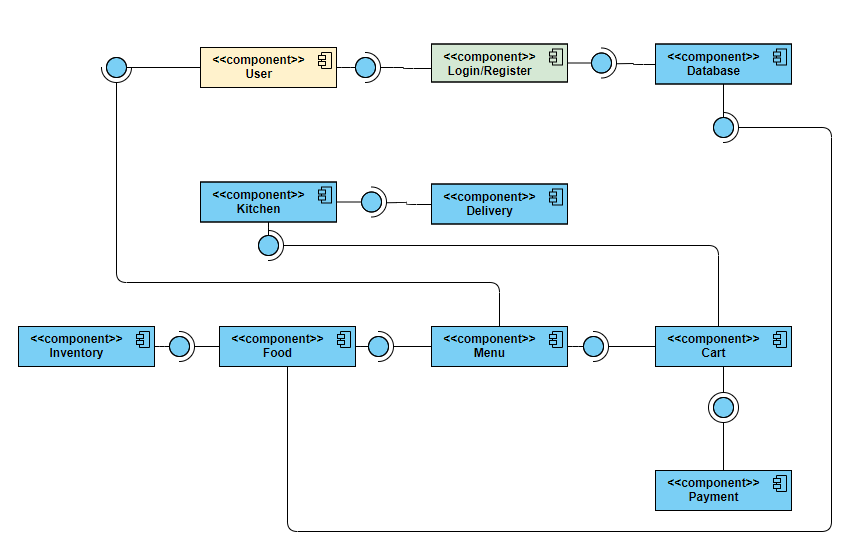 <<component>>
User
<<component>>
Login/Register
<<component>>
Database
<<component>>
Kitchen
<<component>>
Delivery
<<component>>
Inventory
<<component>>
Food
<<component>>
Menu
<<component>>
Cart
<<component>>
Payment